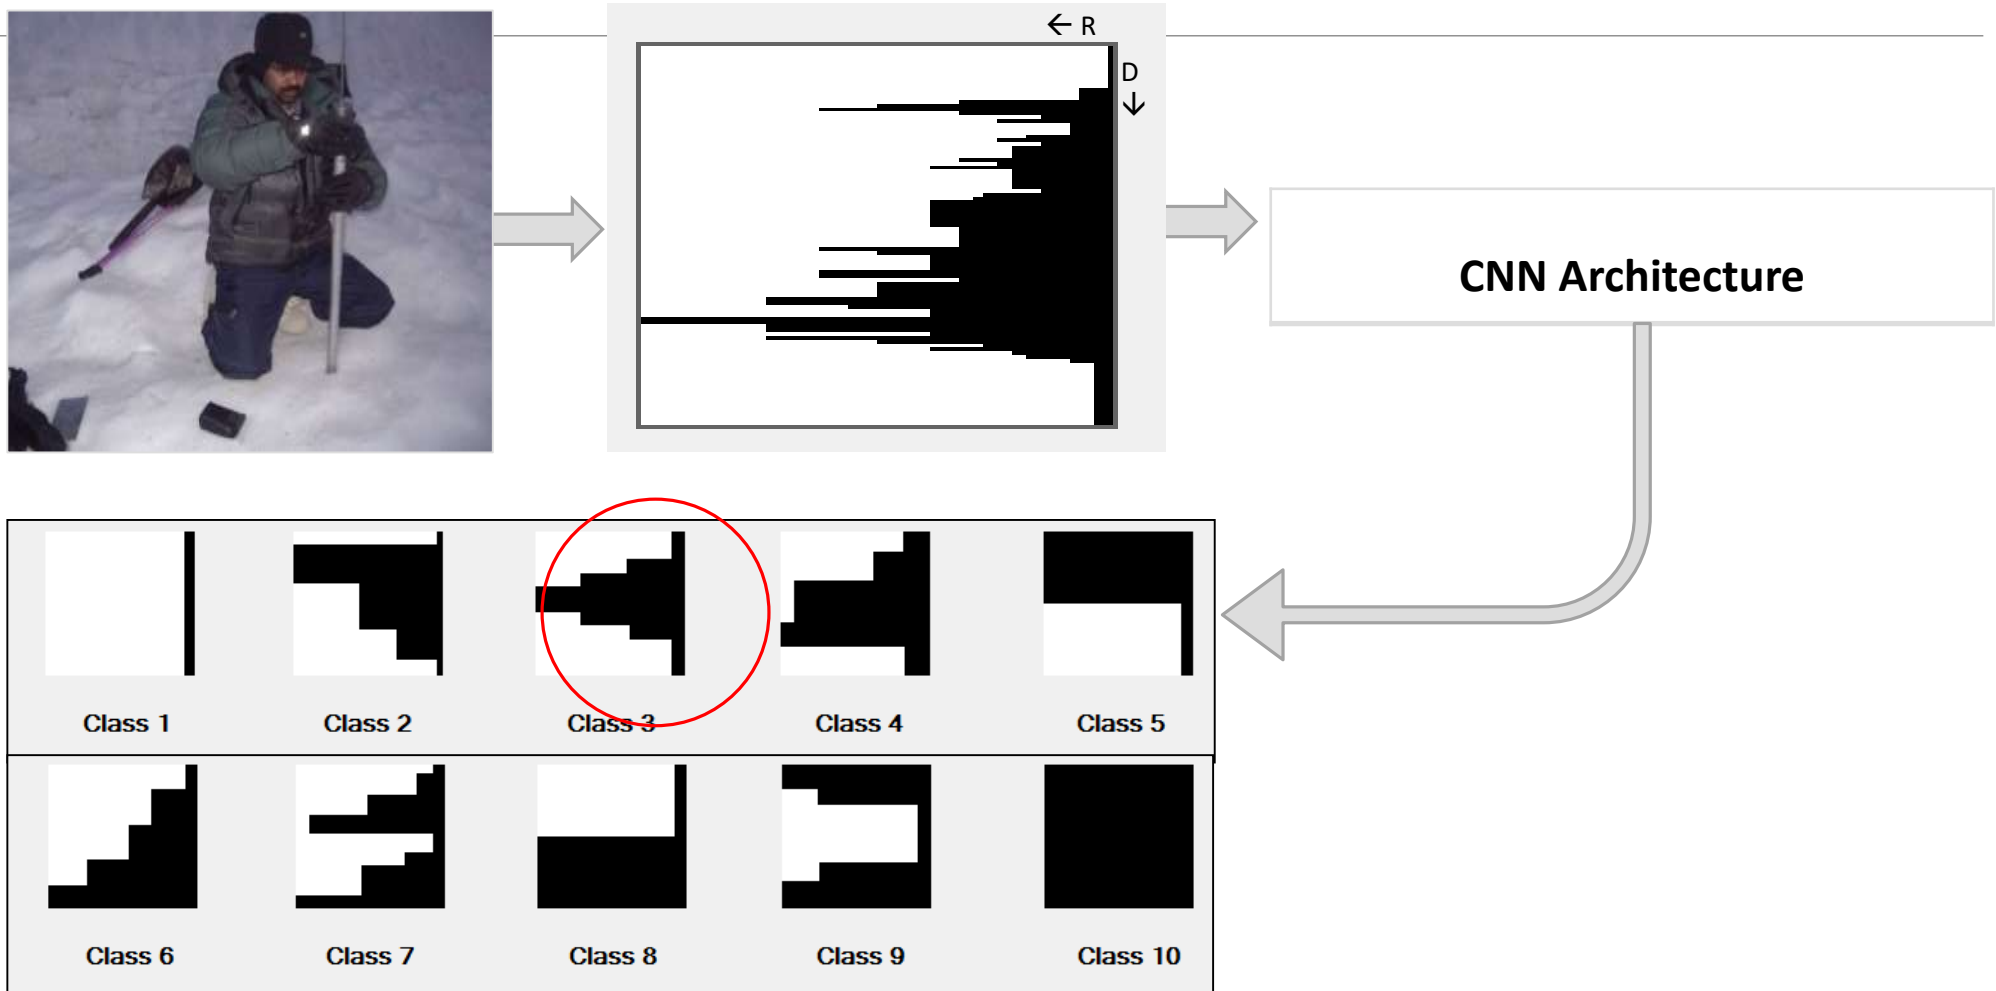 ← R
D
↓
CNN Architecture
Class 1 Class 2 Class 3 Class 4 Class 5
Class 6 Class 7 Class 8 Class 9 Class 10